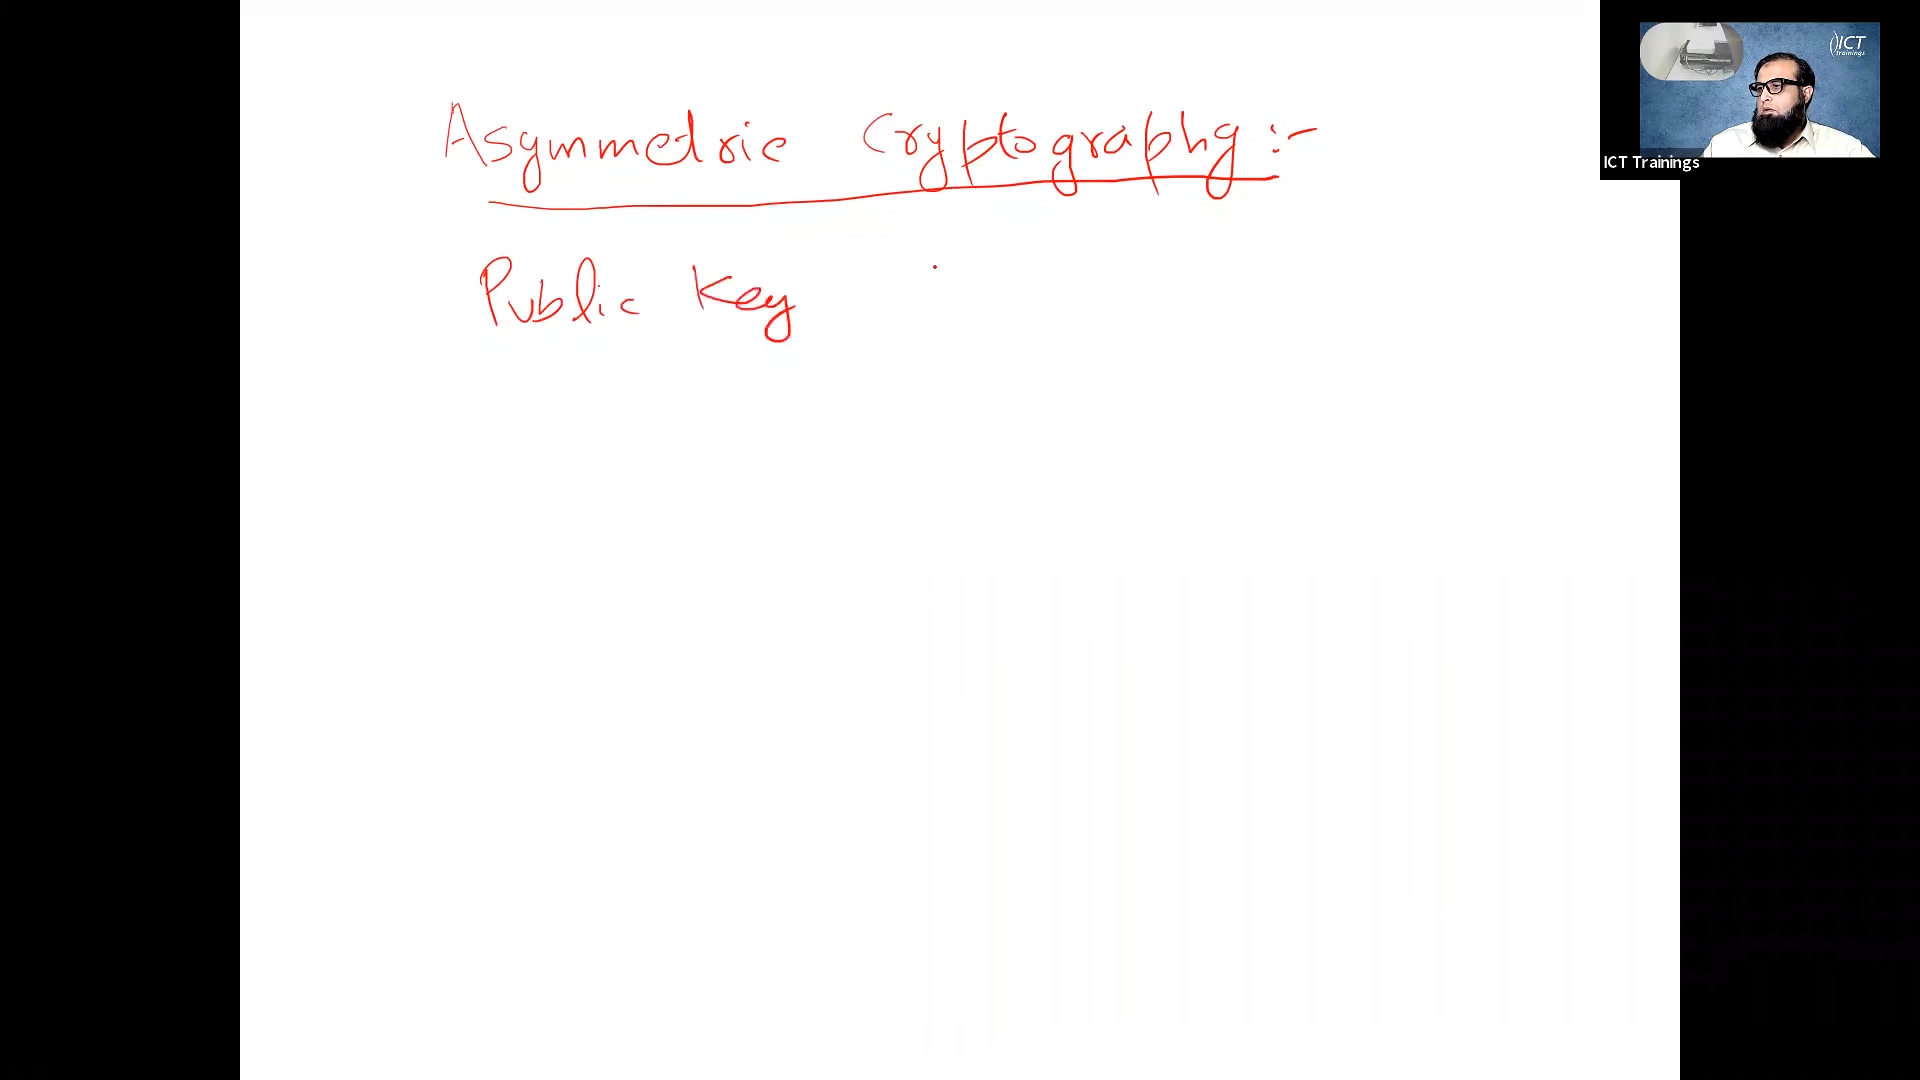 Asymmetric Cryptography :-
Public Key
ICT
trainings
ICT Trainings